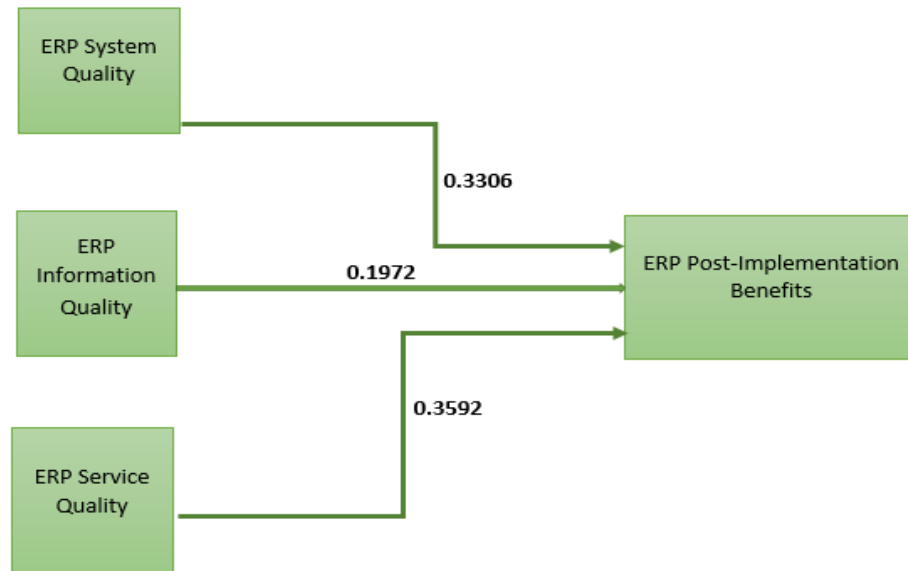 ERP System
Quality
0.3306
ERP
Information
Quality
0.1972
ERP Post-Implementation
Benefits
0.3592
ERP Service
Quality